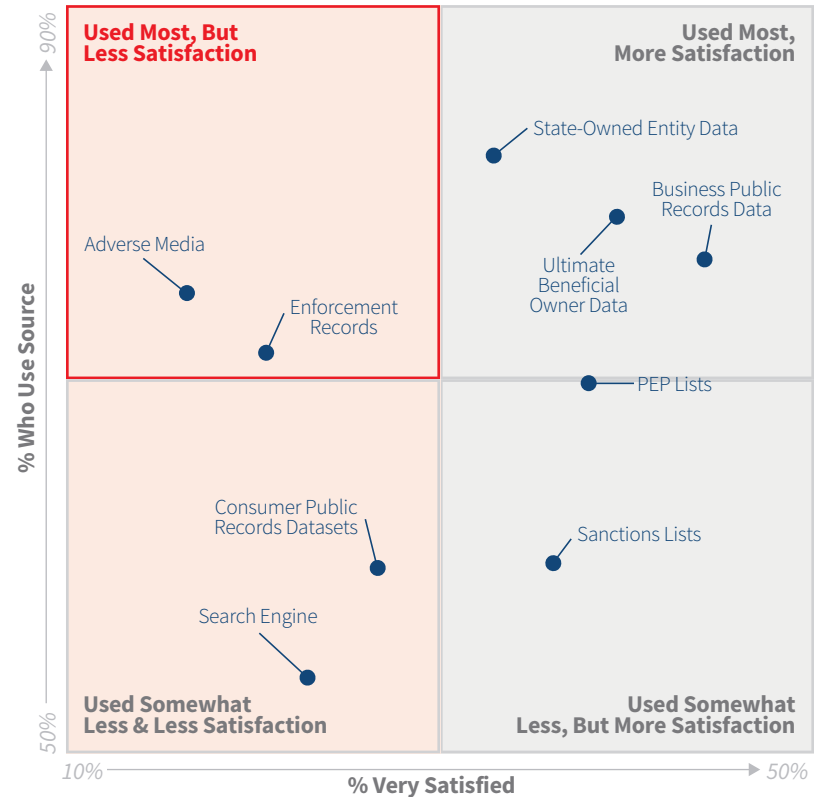 90%
Used Most, But
Less Satisfaction
Used Most,
More Satisfaction
State-Owned Entity Data
Business Public
Records Data
Adverse Media
Ultimate
Beneficial
Owner Data
Enforcement
Records
% Who Use Source
PEP Lists
Consumer Public
Records Datasets
Sanctions Lists
Search Engine
Used Somewhat
Less & Less Satisfaction
Used Somewhat
Less, But More Satisfaction
50%
10%
% Very Satisfied
50%